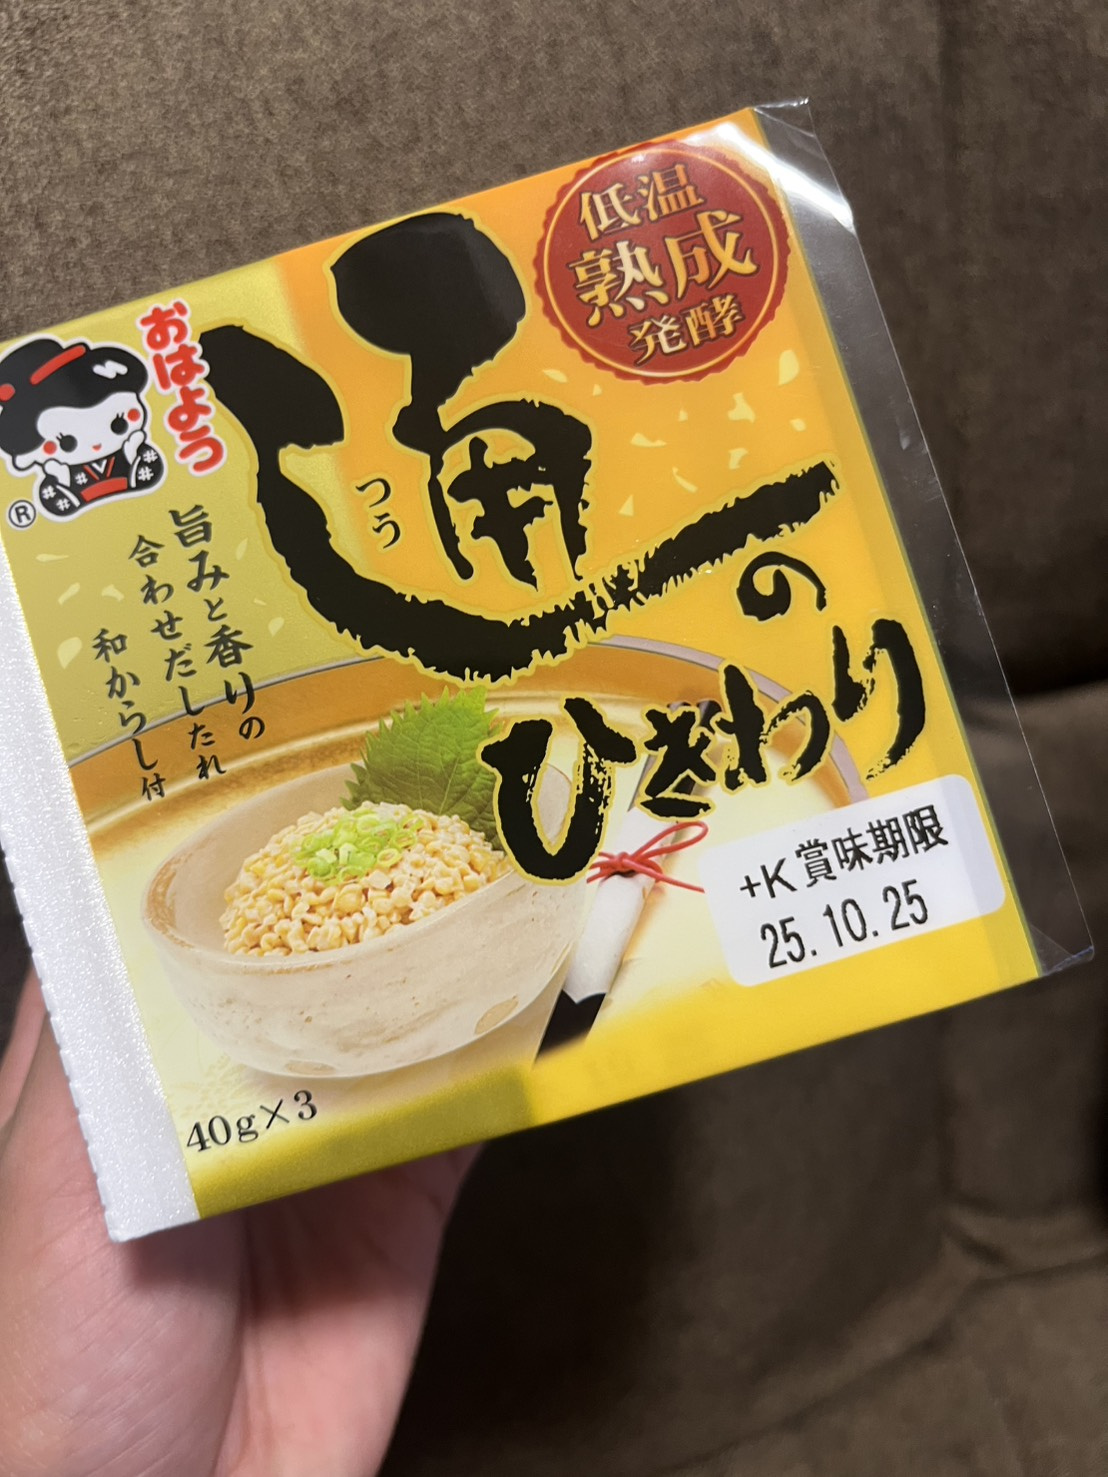 低温
熟成
発酵
おはよう
®
通
つう
の
ひきわり
旨みと香りの
合わせだしたれ
和からし付
+K 賞味期限
25.10.25
40g×3